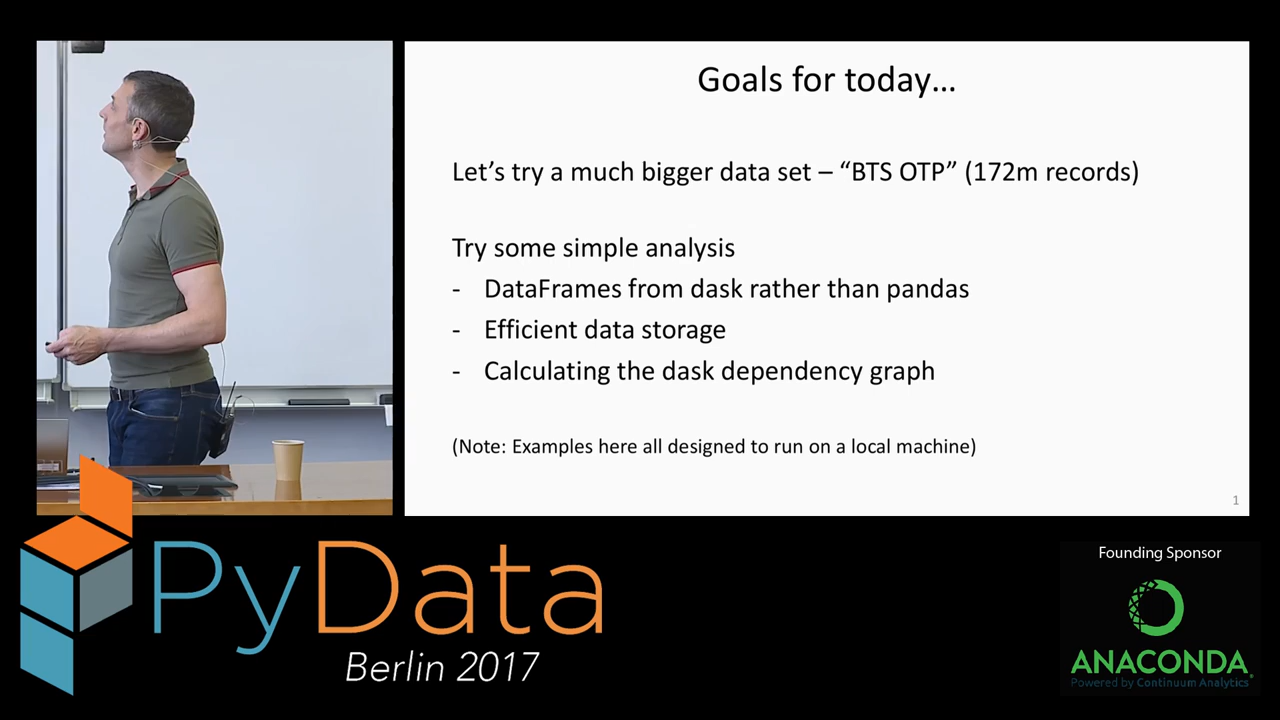 Goals for today…
Let's try a much bigger data set – “BTS OTP” (172m records)
Try some simple analysis
- DataFrames from dask rather than pandas
- Efficient data storage
- Calculating the dask dependency graph
(Note: Examples here all designed to run on a local machine)
1
PyData
Berlin 2017
Founding Sponsor
ANACONDA
Powered by Continuum Analytics